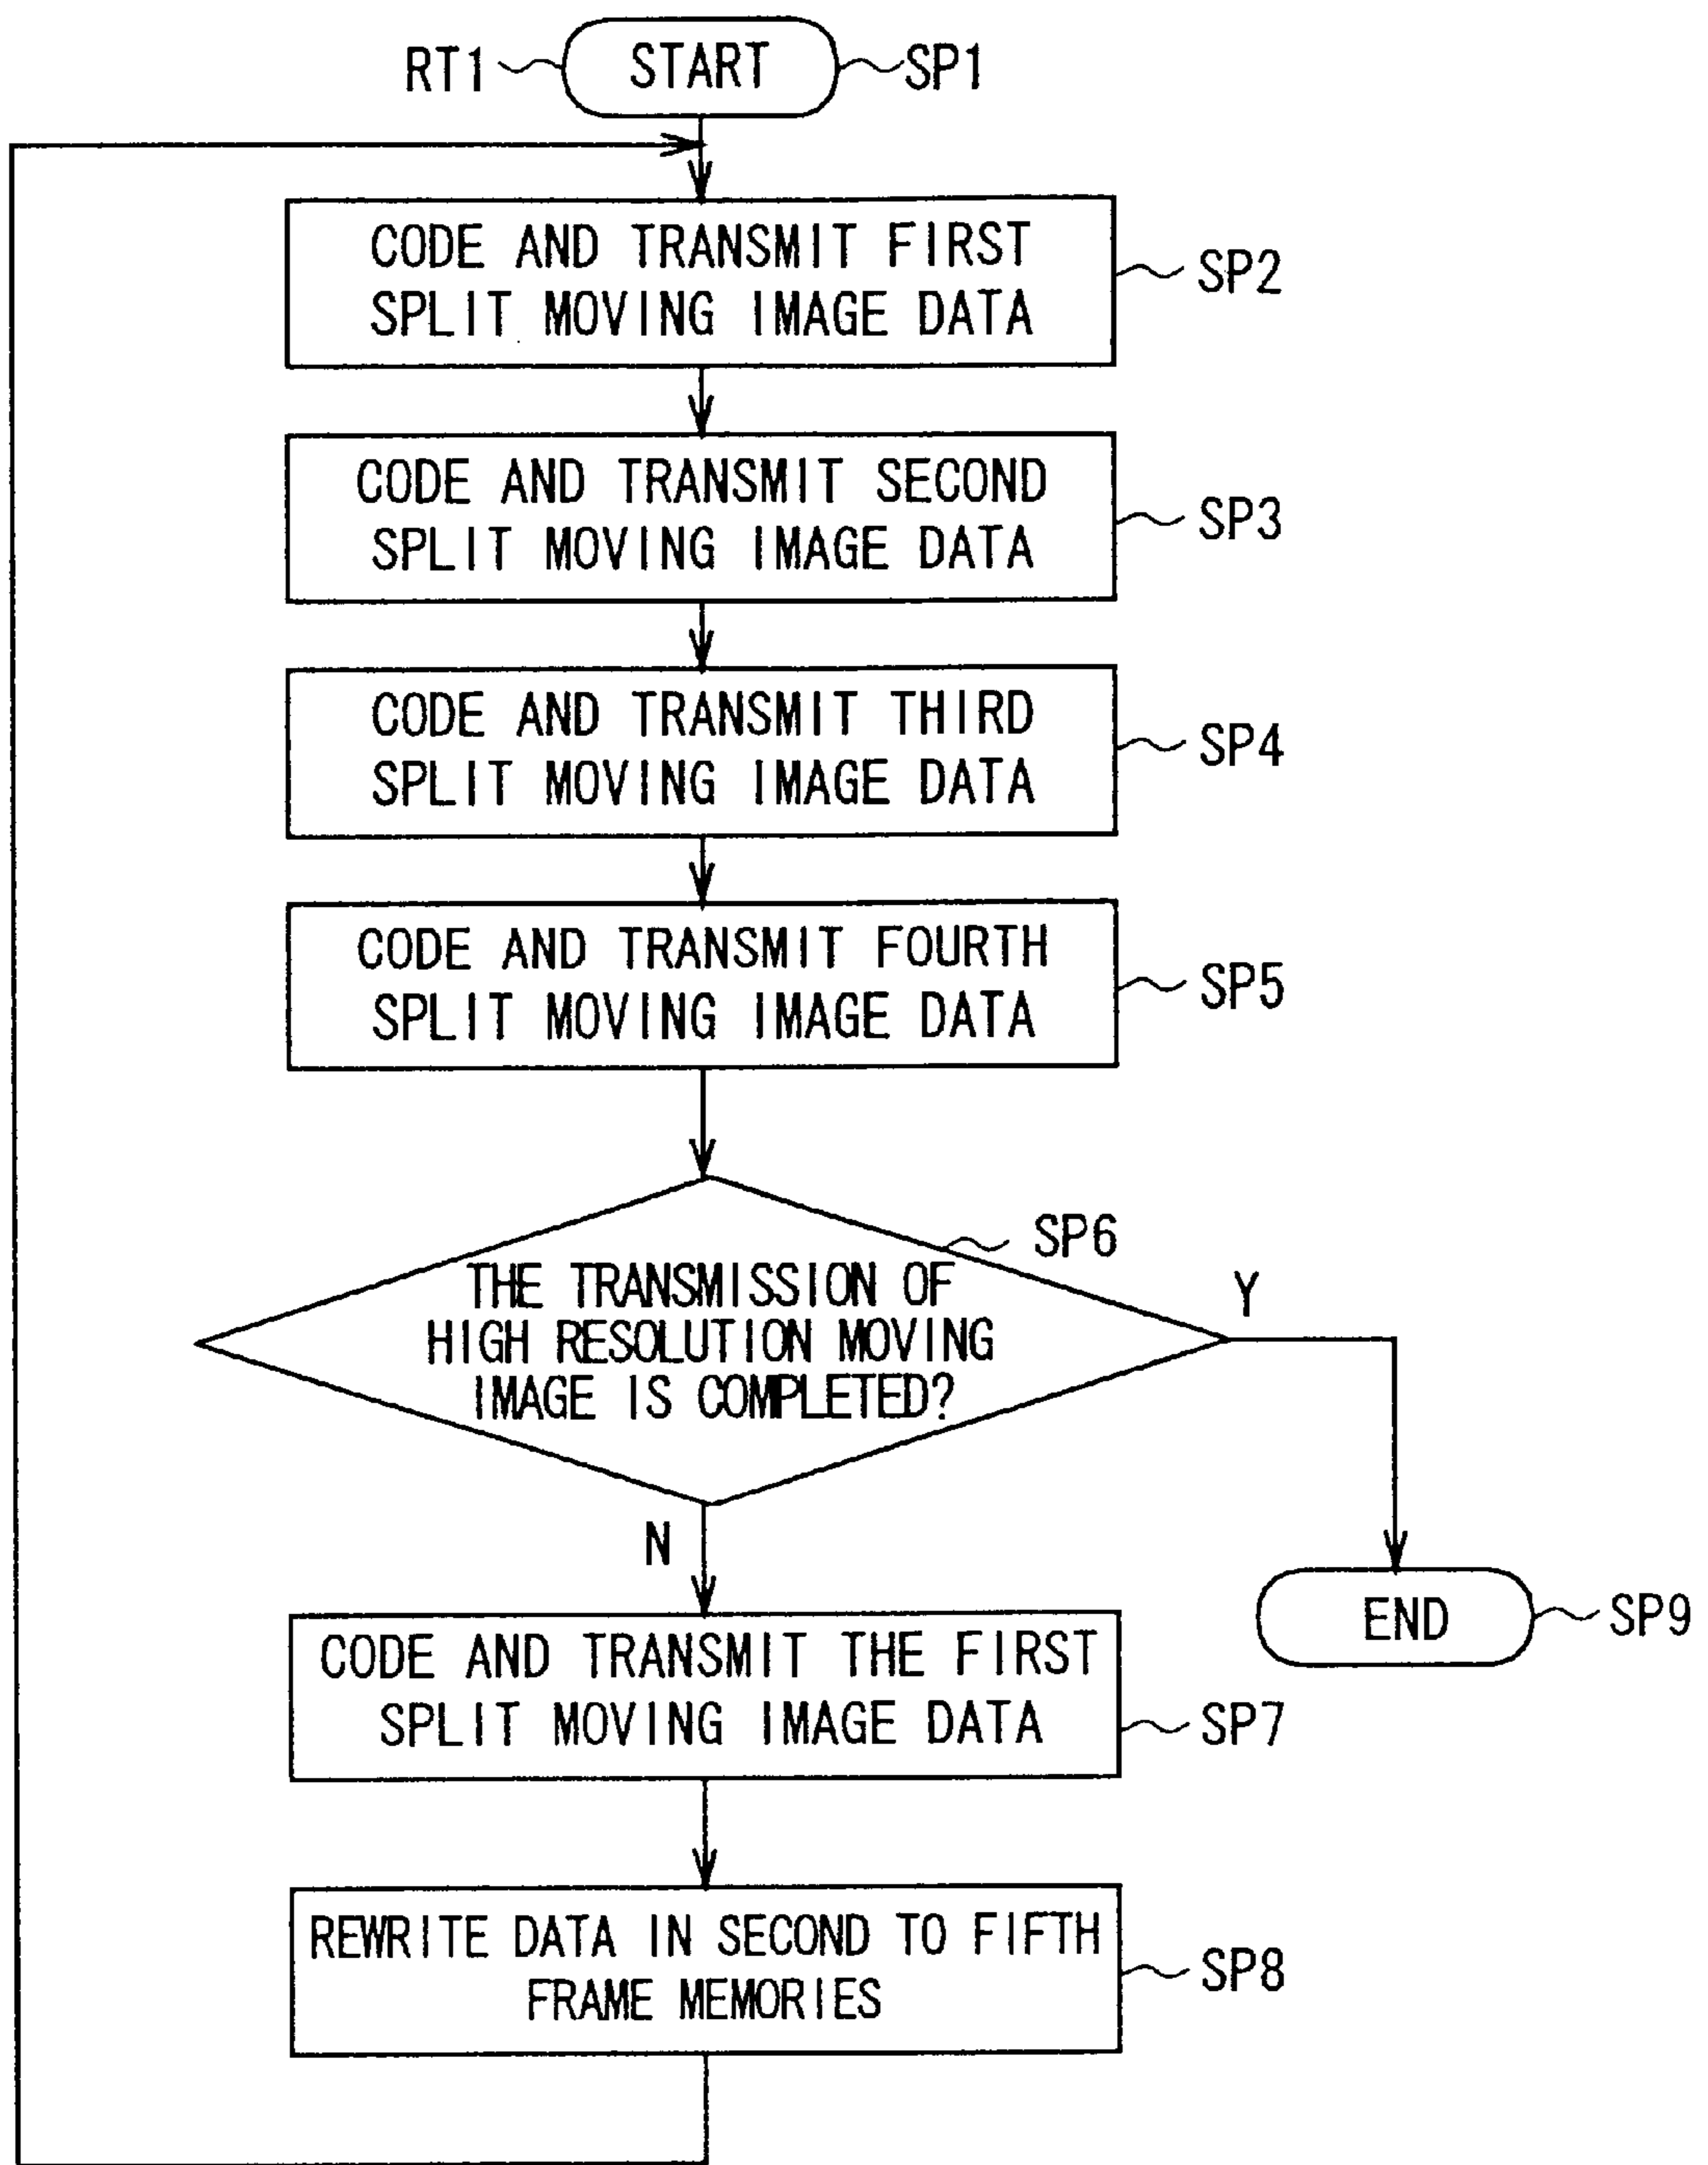 RT1 START SP1
CODE AND TRANSMIT FIRST
SPLIT MOVING IMAGE DATA
SP2
CODE AND TRANSMIT SECOND
SPLIT MOVING IMAGE DATA
SP3
CODE AND TRANSMIT THIRD
SPLIT MOVING IMAGE DATA
SP4
CODE AND TRANSMIT FOURTH
SPLIT MOVING IMAGE DATA
SP5
SP6
THE TRANSMISSION OF
HIGH RESOLUTION MOVING
IMAGE IS COMPLETED?
Y
N
END SP9
CODE AND TRANSMIT THE FIRST
SPLIT MOVING IMAGE DATA
SP7
REWRITE DATA IN SECOND TO FIFTH
FRAME MEMORIES
SP8